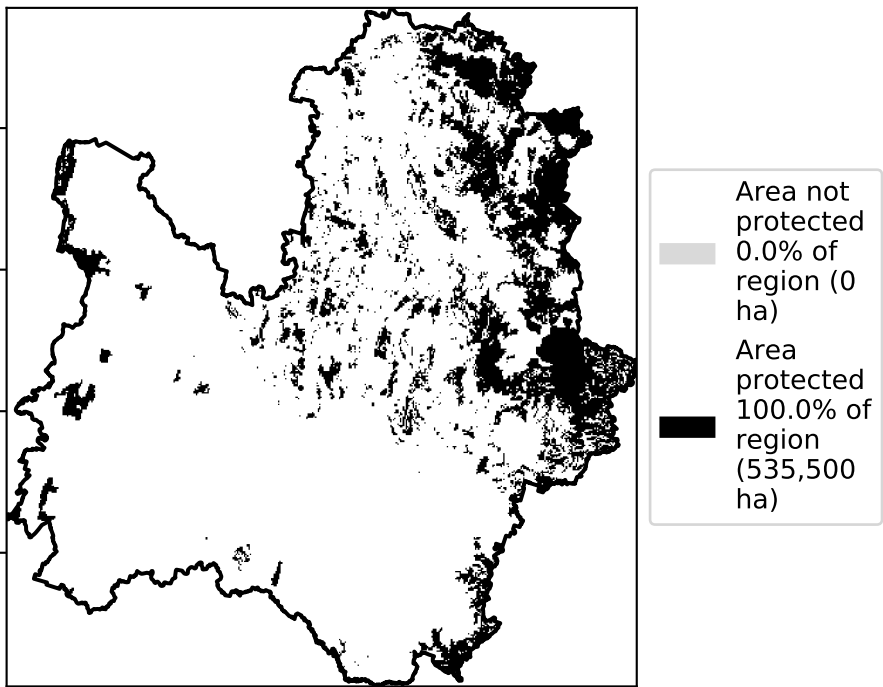 Area not
protected
0.0% of
region (0
ha)
Area
protected
100.0% of
region
(535,500
ha)